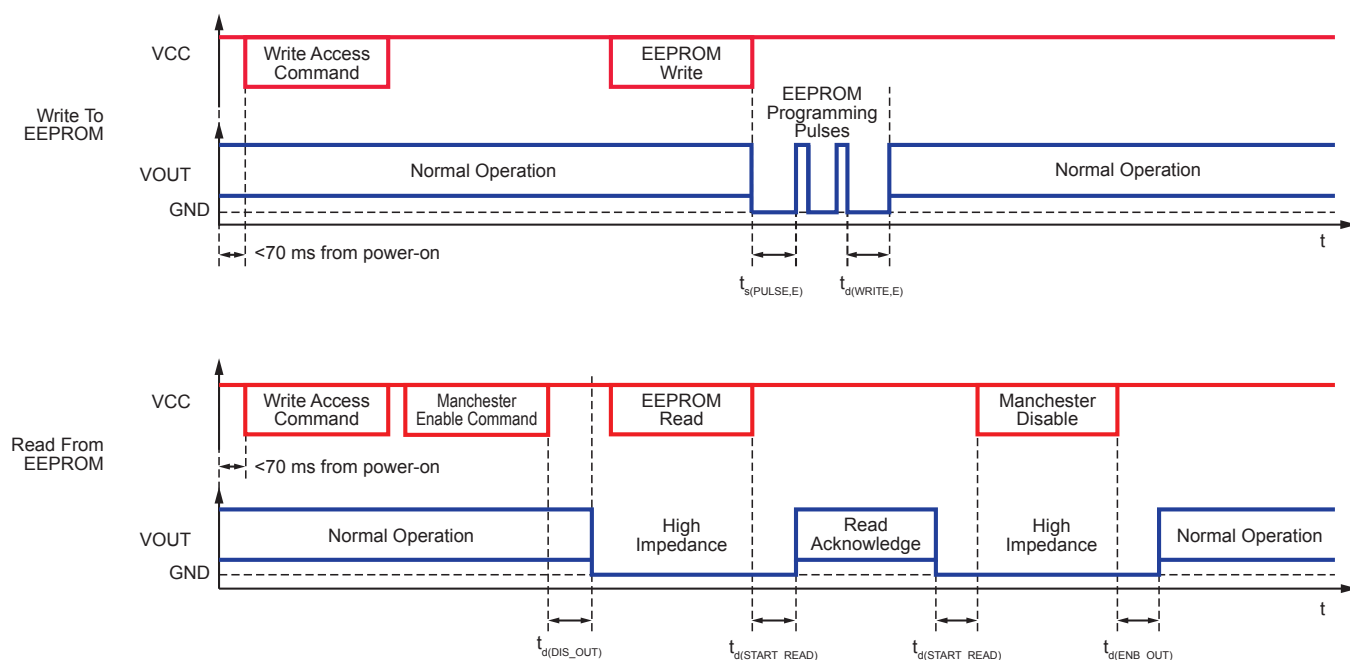 VCC
Write Access
Command
EEPROM
Write
Write To
EEPROM
EEPROM
Programming
Pulses
VOUT
Normal Operation
Normal Operation
GND
<70 ms from power-on
t
ts(PULSE,E)
td(WRITE,E)
VCC
Write Access
Command
Manchester
Enable Command
EEPROM
Read
Manchester
Disable
Read From
EEPROM
<70 ms from power-on
VOUT
Normal Operation
High
Impedance
Read
Acknowledge
High
Impedance
Normal Operation
GND
t
td(DIS_OUT)
td(START_READ)
td(START_READ)
td(ENB_OUT)